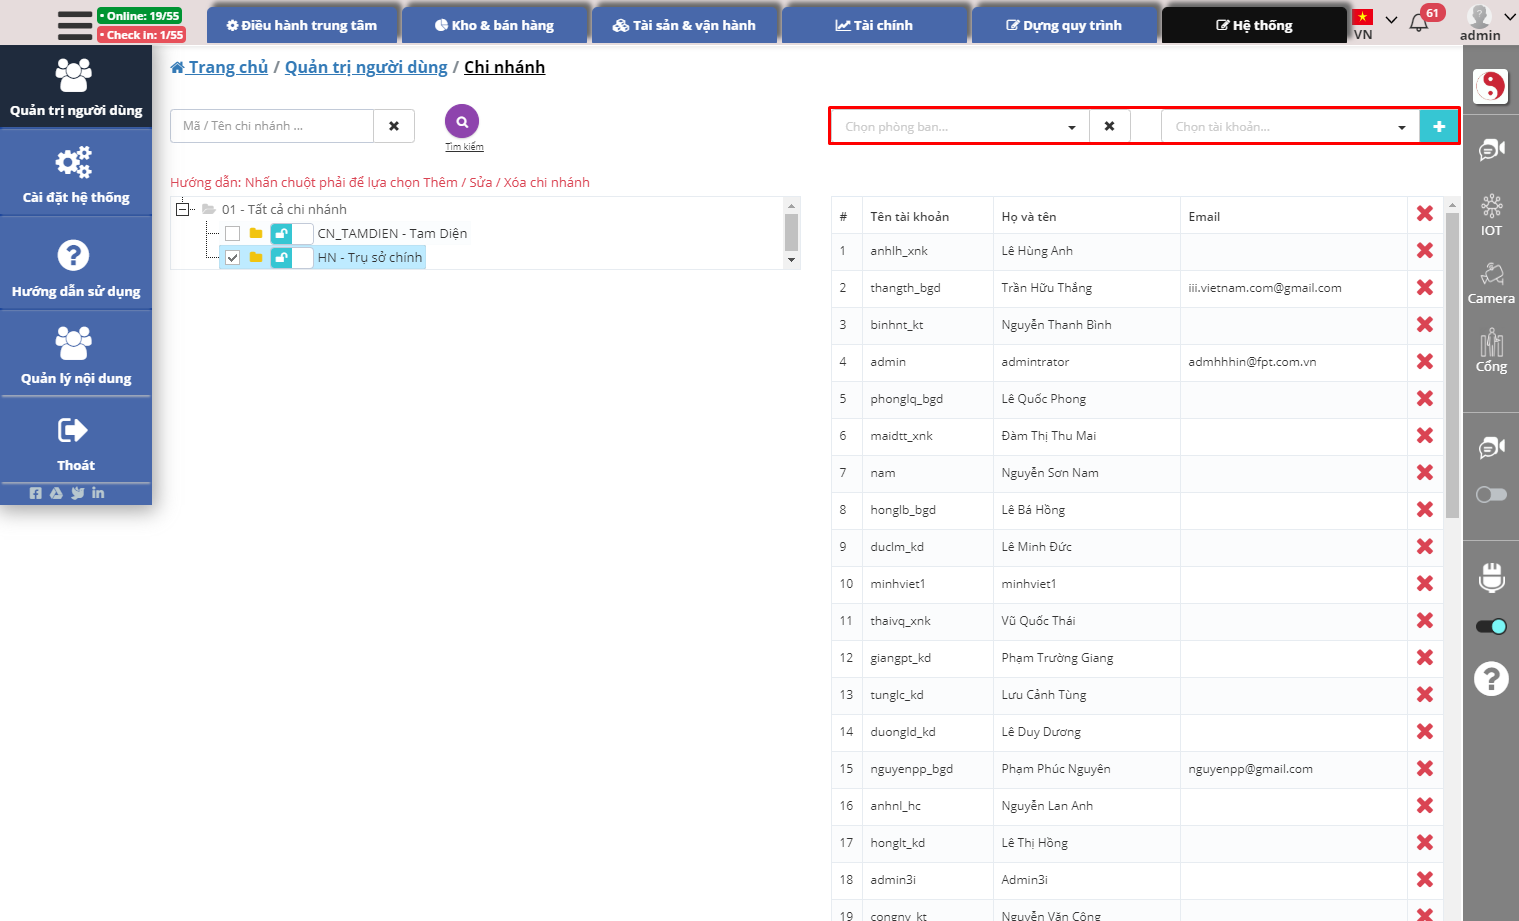 • Online: 19/55
• Check in: 1/55
Điều hành trung tâm
Kho & bán hàng
Tài sản & vận hành
Tài chính
Dựng quy trình
Hệ thống
VN
61
admin
Quản trị người dùng
Cài đặt hệ thống
Hướng dẫn sử dụng
Quản lý nội dung
Thoát
Trang chủ / Quản trị người dùng / Chi nhánh
Mã / Tên chi nhánh ...
Tìm kiếm
Chọn phòng ban...
Chọn tài khoản...
Hướng dẫn: Nhấn chuột phải để lựa chọn Thêm / Sửa / Xóa chi nhánh
01 - Tất cả chi nhánh
CN_TAMDIEN - Tam Diện
HN - Trụ sở chính
# Tên tài khoản Họ và tên Email
1 anhlh_xnk Lê Hùng Anh
2 thangth_bgd Trần Hữu Thắng iii.vietnam.com@gmail.com
3 binhnt_kt Nguyễn Thanh Bình
4 admin admintrator admhhhin@fpt.com.vn
5 phonglq_bgd Lê Quốc Phong
6 maidtt_xnk Đàm Thị Thu Mai
7 nam Nguyễn Sơn Nam
8 honglb_bgd Lê Bá Hồng
9 duclm_kd Lê Minh Đức
10 minhviet1 minhviet1
11 thaivq_xnk Vũ Quốc Thái
12 giangpt_kd Phạm Trường Giang
13 tunglc_kd Lưu Cảnh Tùng
14 duongld_kd Lê Duy Dương
15 nguyenpp_bgd Phạm Phúc Nguyên nguyenpp@gmail.com
16 anhnl_hc Nguyễn Lan Anh
17 honglt_kd Lê Thị Hồng
18 admin3i Admin3i
19 congnv_kt Nguyễn Văn Công
IOT
Camera
Cổng